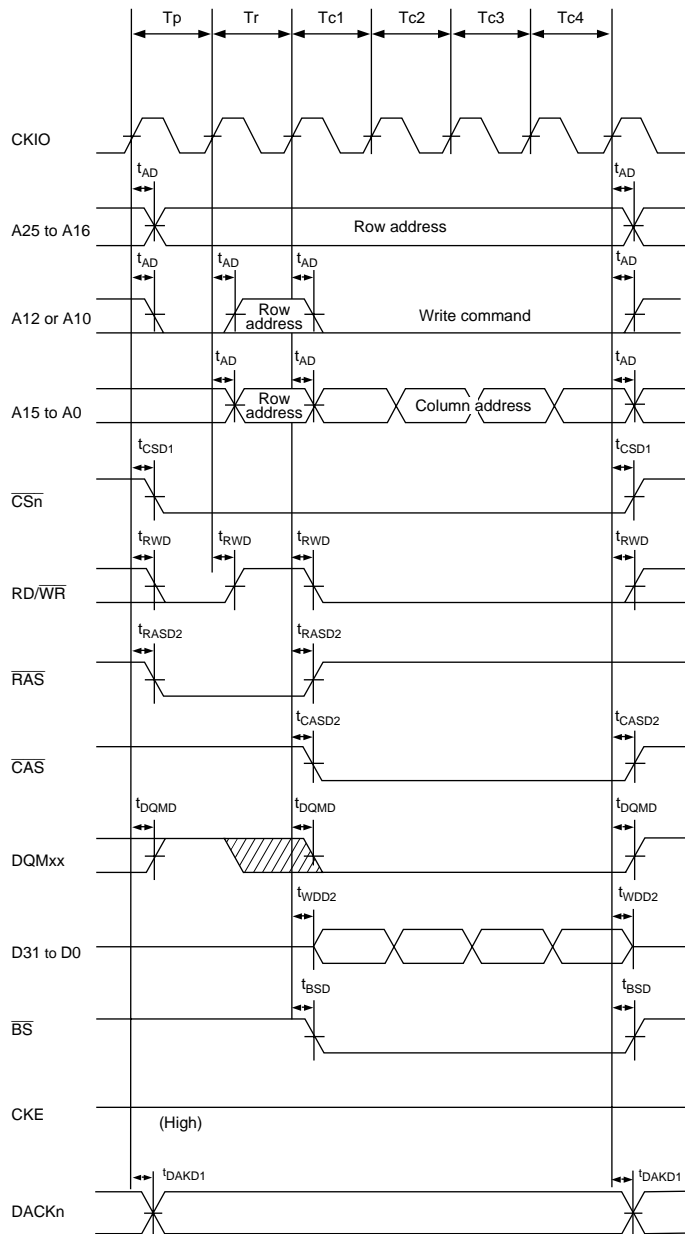 Tp Tr Tc1 Tc2 Tc3 Tc4
CKIO
tAD tAD
A25 to A16 Row address
tAD tAD tAD tAD
A12 or A10 Row address Write command
tAD tAD tAD
A15 to A0 Row address Column address
tCSD1 tCSD1
CSn
tRWD tRWD tRWD tRWD
RD/WR
tRASD2 tRASD2
RAS
tCASD2 tCASD2
CAS
tDQMD tDQMD tDQMD
DQMxx
tWDD2 tWDD2
D31 to D0
tBSD tBSD
BS
CKE
(High)
tDAKD1 tDAKD1
DACKn